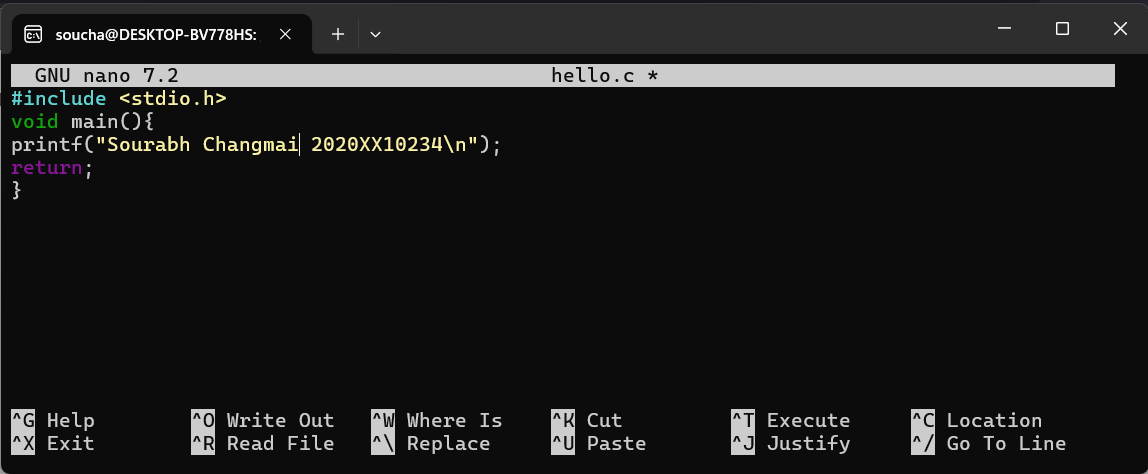 soucha@DESKTOP-BV778HS:
GNU nano 7.2 hello.c *
#include <stdio.h>
void main(){
printf("Sourabh Changmai 2020XX10234\n");
return;
}
^G Help ^O Write Out ^W Where Is ^K Cut ^T Execute ^C Location
^X Exit ^R Read File ^\ Replace ^U Paste ^J Justify ^/ Go To Line